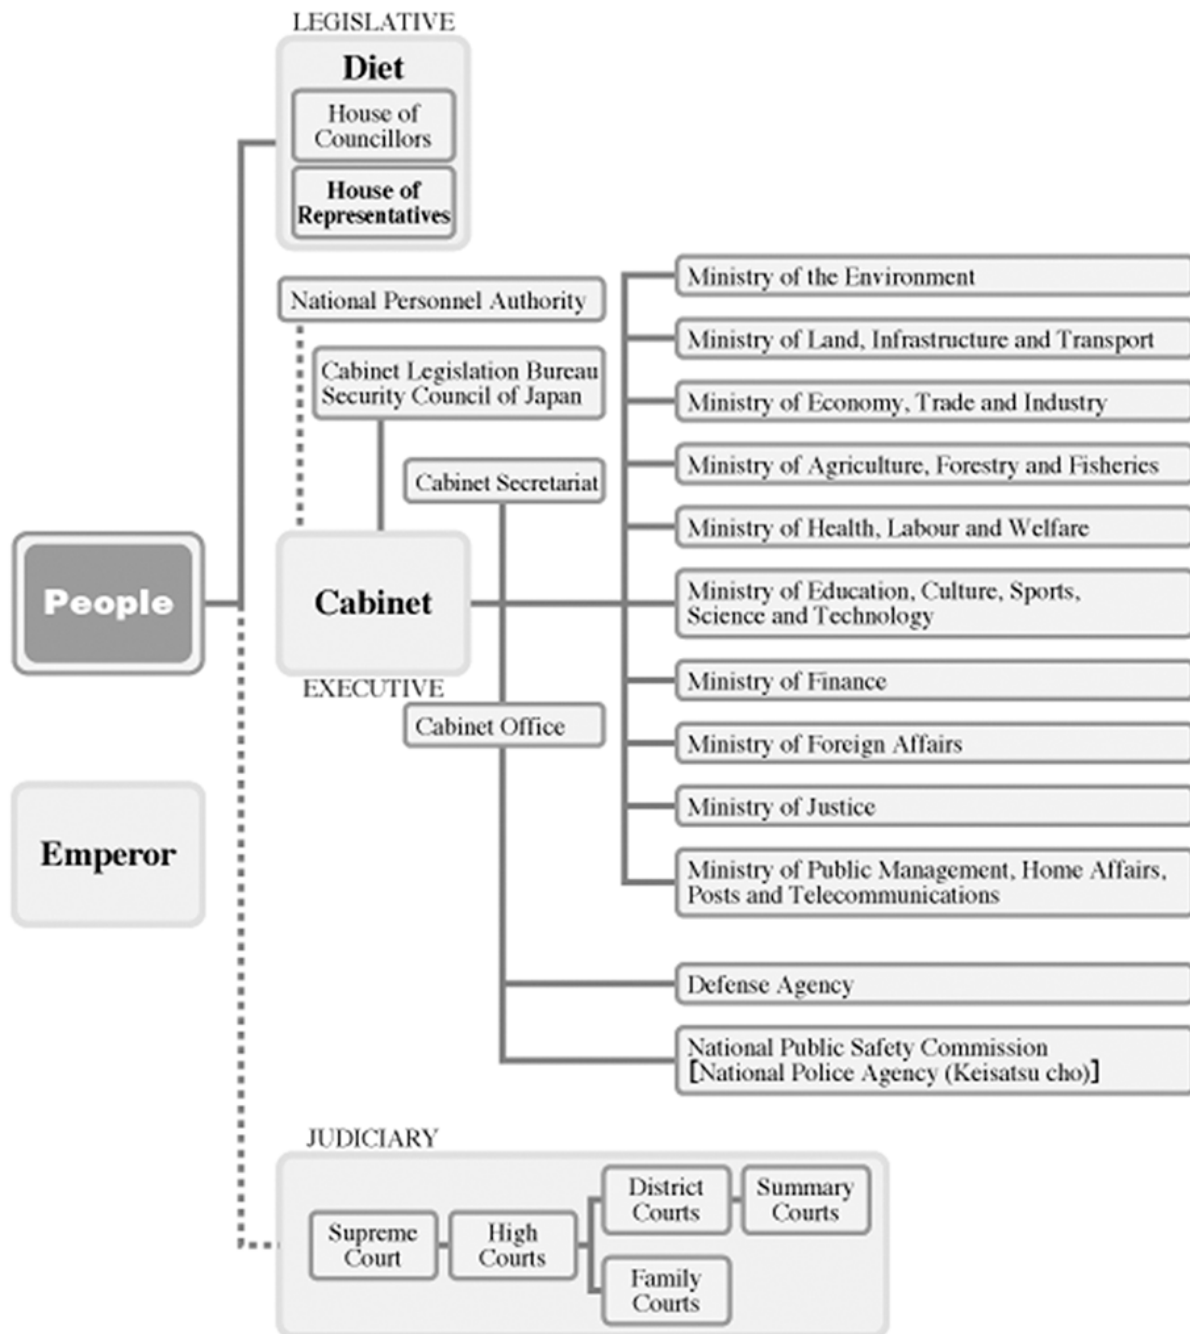 LEGISLATIVE
Diet
House of
Councillors
House of
Representatives
National Personnel Authority
Cabinet Legislation Bureau
Security Council of Japan
Cabinet Secretariat
People
Cabinet
EXECUTIVE
Cabinet Office
Emperor
Ministry of the Environment
Ministry of Land, Infrastructure and Transport
Ministry of Economy, Trade and Industry
Ministry of Agriculture, Forestry and Fisheries
Ministry of Health, Labour and Welfare
Ministry of Education, Culture, Sports,
Science and Technology
Ministry of Finance
Ministry of Foreign Affairs
Ministry of Justice
Ministry of Public Management, Home Affairs,
Posts and Telecommunications
Defense Agency
National Public Safety Commission
[National Police Agency (Keisatsu cho)]
JUDICIARY
Supreme
Court
High
Courts
District
Courts
Summary
Courts
Family
Courts